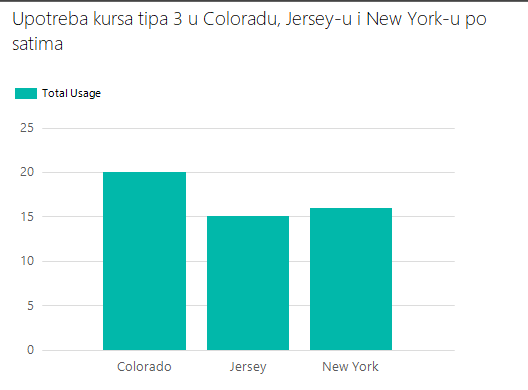 Upotreba kursa tipa 3 u Coloradu, Jersey-u i New York-u po
satima
Total Usage
25
20
15
10
5
0
Colorado Jersey New York